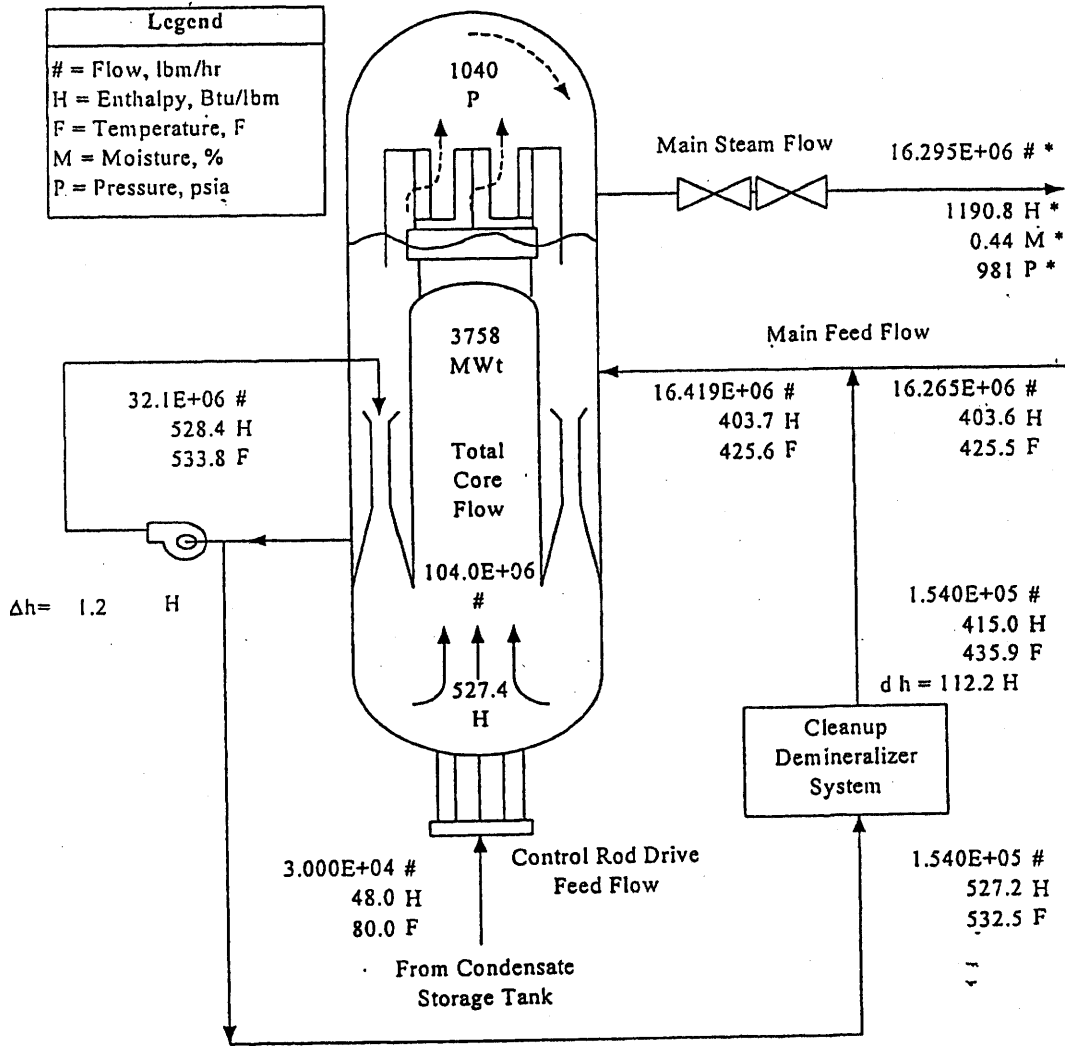 Legend
# = Flow, lbm/hr
H = Enthalpy, Btu/lbm
F = Temperature, F
M = Moisture, %
P = Pressure, psia
1040
P
Main Steam Flow
16.295E+06 # *
1190.8 H *
0.44 M *
981 P *
3758
MWt
Main Feed Flow
32.1E+06 #
528.4 H
533.8 F
16.419E+06 #
403.7 H
425.6 F
16.265E+06 #
403.6 H
425.5 F
Total
Core
Flow
104.0E+06
#
Δh= 1.2 H
1.540E+05 #
415.0 H
435.9 F
d h = 112.2 H
527.4
H
Cleanup
Demineralizer
System
3.000E+04 #
48.0 H
80.0 F
Control Rod Drive
Feed Flow
1.540E+05 #
527.2 H
532.5 F
From Condensate
Storage Tank